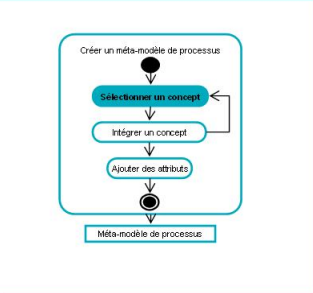 Créer un méta-modèle de processus
Sélectionner un concept
Intégrer un concept
Ajouter des attributs
Méta-modèle de processus